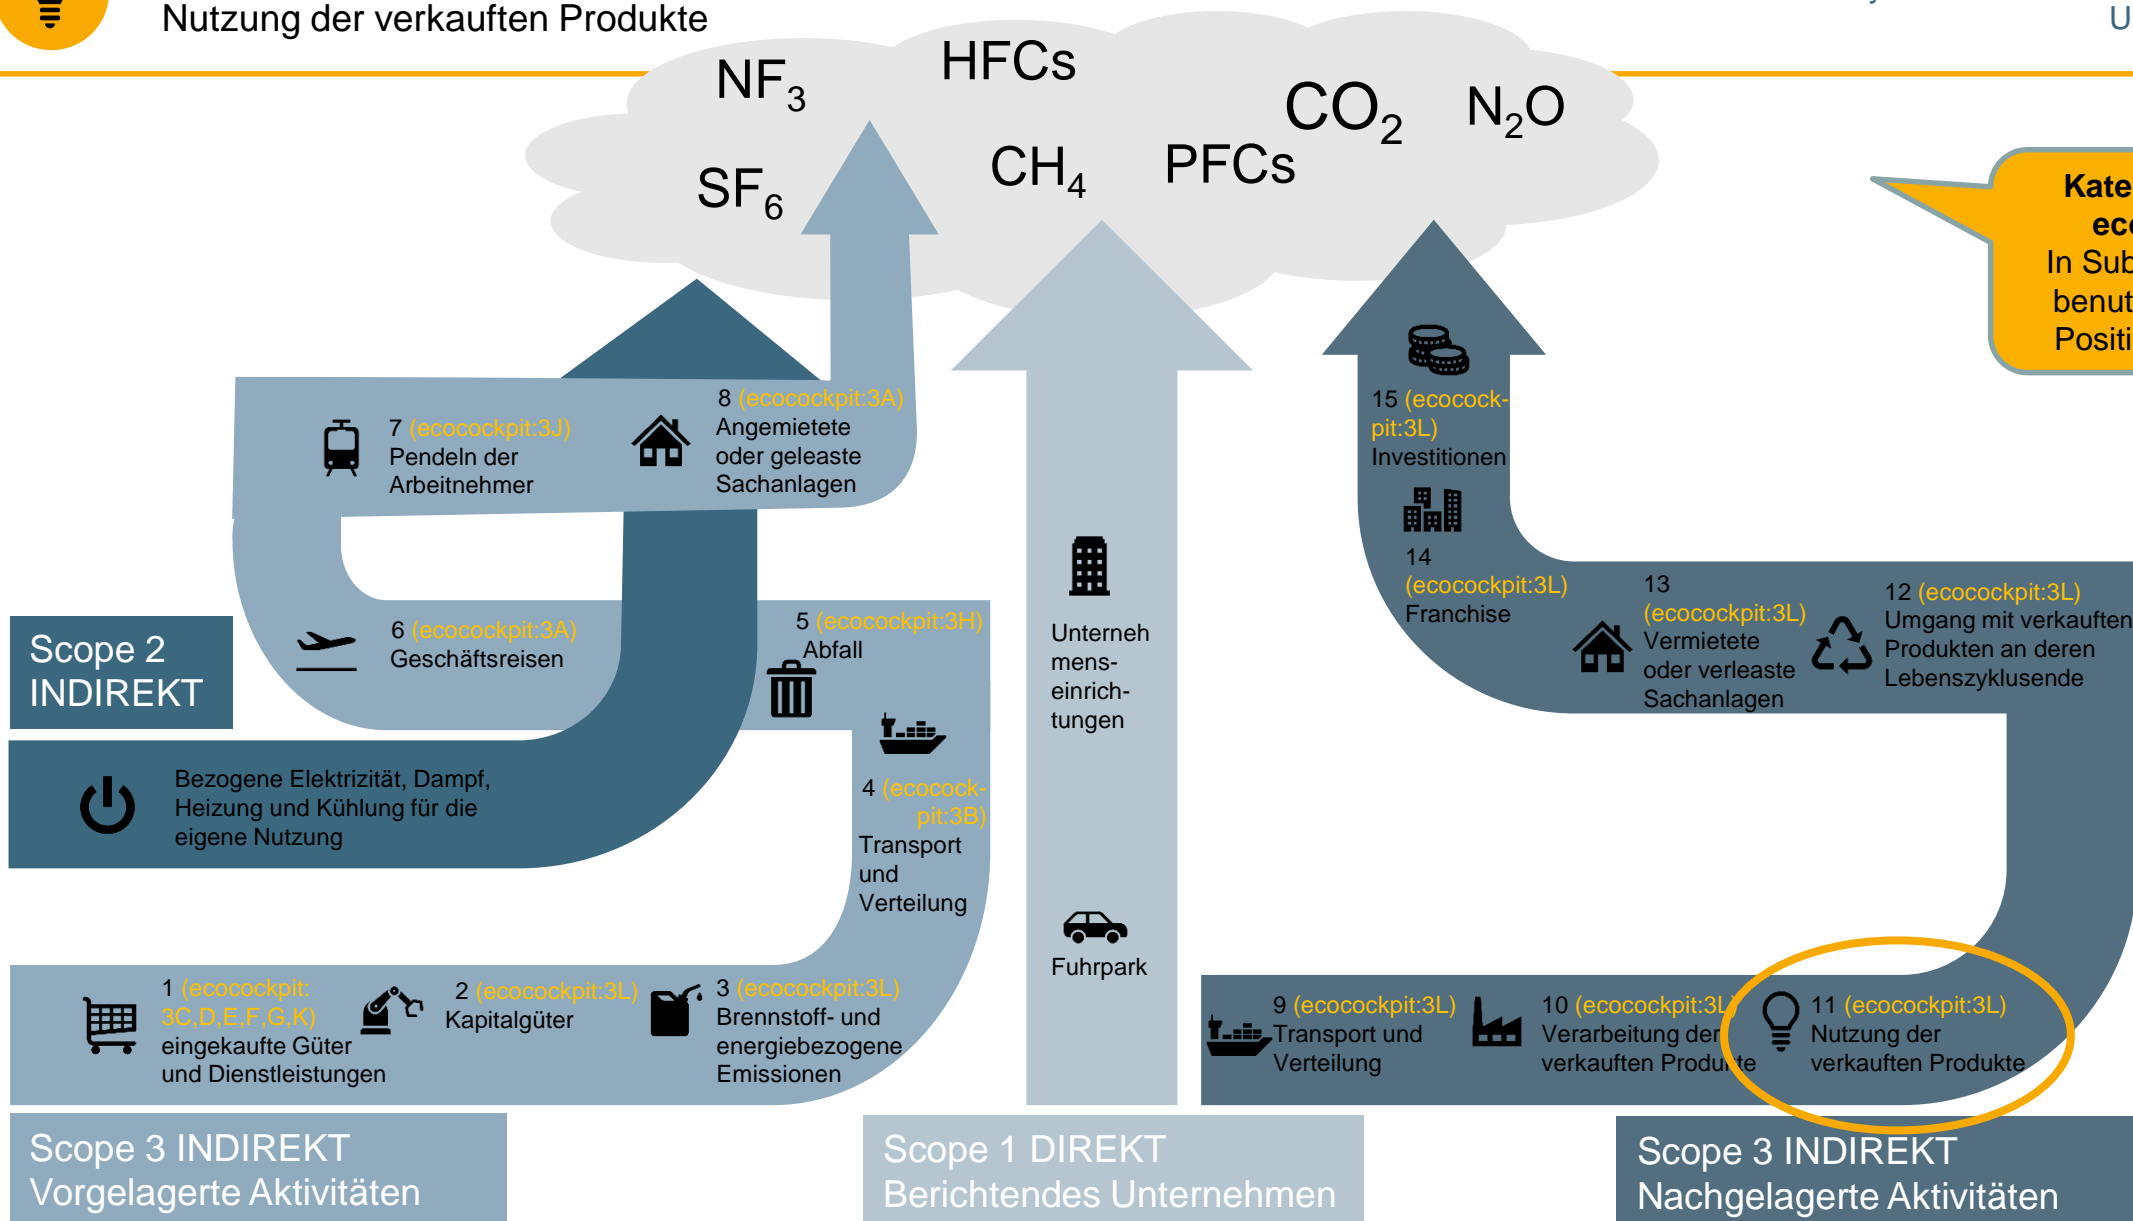 Nutzung der verkauften Produkte
NF3
HFCs
CO2
N2O
SF6
CH4
PFCs
In
benut
7 (ecocockpit:3J)
Pendeln der
Arbeitnehmer
8 (ecocockpit:3A)
Angemietete
oder geleaste
Sachanlagen
15 (ecocock-
pit:3L)
Investitionen
14
(ecocockpit:3L)
Franchise
13
(ecocockpit:3L)
Vermietete
oder verleaste
Sachanlagen
12 (ecocockpit:3L)
Umgang mit verkauften
Produkten an deren
Lebenszyklusende
Scope 2
INDIREKT
6 (ecocockpit:3A)
Geschäftsreisen
5 (ecocockpit:3H)
Abfall
Unterneh
mens-
einrich-
tungen
Bezogene Elektrizität, Dampf,
Heizung und Kühlung für die
eigene Nutzung
4 (ecocock-
pit:3B)
Transport
und
Verteilung
Fuhrpark
1 (ecocockpit:
3C,D,E,F,G,K)
eingekaufte Güter
und Dienstleistungen
2 (ecocockpit:3L)
Kapitalgüter
3 (ecocockpit:3L)
Brennstoff- und
energiebezogene
Emissionen
9 (ecocockpit:3L)
Transport und
Verteilung
10 (ecocockpit:3L)
Verarbeitung der
verkauften Produkte
11 (ecocockpit:3L)
Nutzung der
verkauften Produkte
Scope 3 INDIREKT
Vorgelagerte Aktivitäten
Scope 1 DIREKT
Berichtendes Unternehmen
Scope 3 INDIREKT
Nachgelagerte Aktivitäten